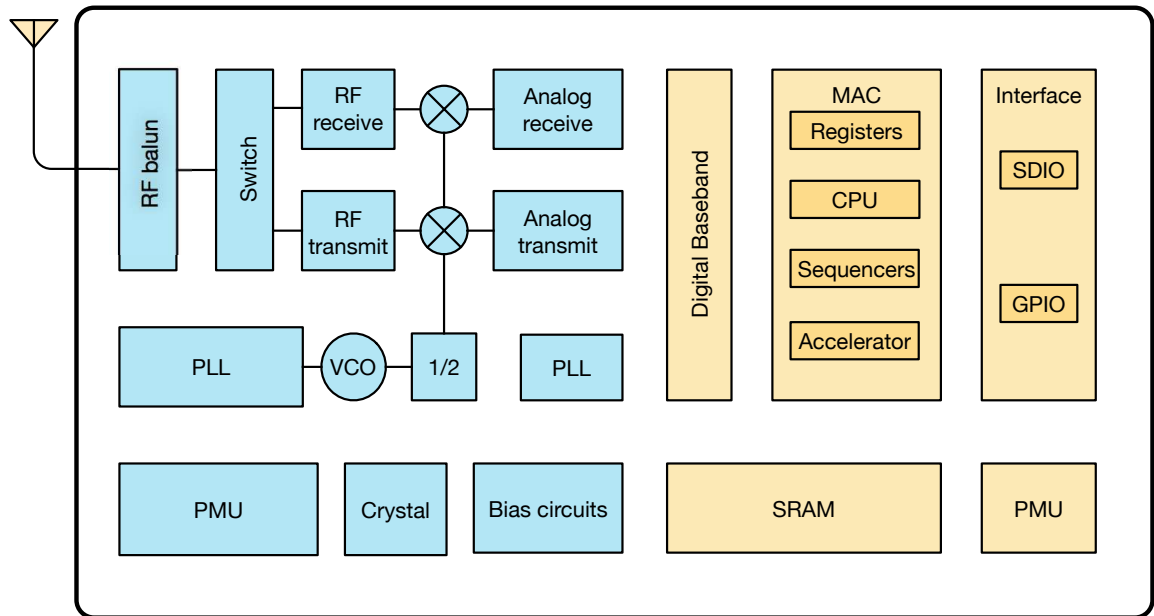 RF balun
Switch
RF
receive
Analog
receive
RF
transmit
Analog
transmit
PLL
VCO
1/2
PLL
PMU
Crystal
Bias circuits
Digital Baseband
MAC
Registers
CPU
Sequencers
Accelerator
Interface
SDIO
GPIO
SRAM
PMU